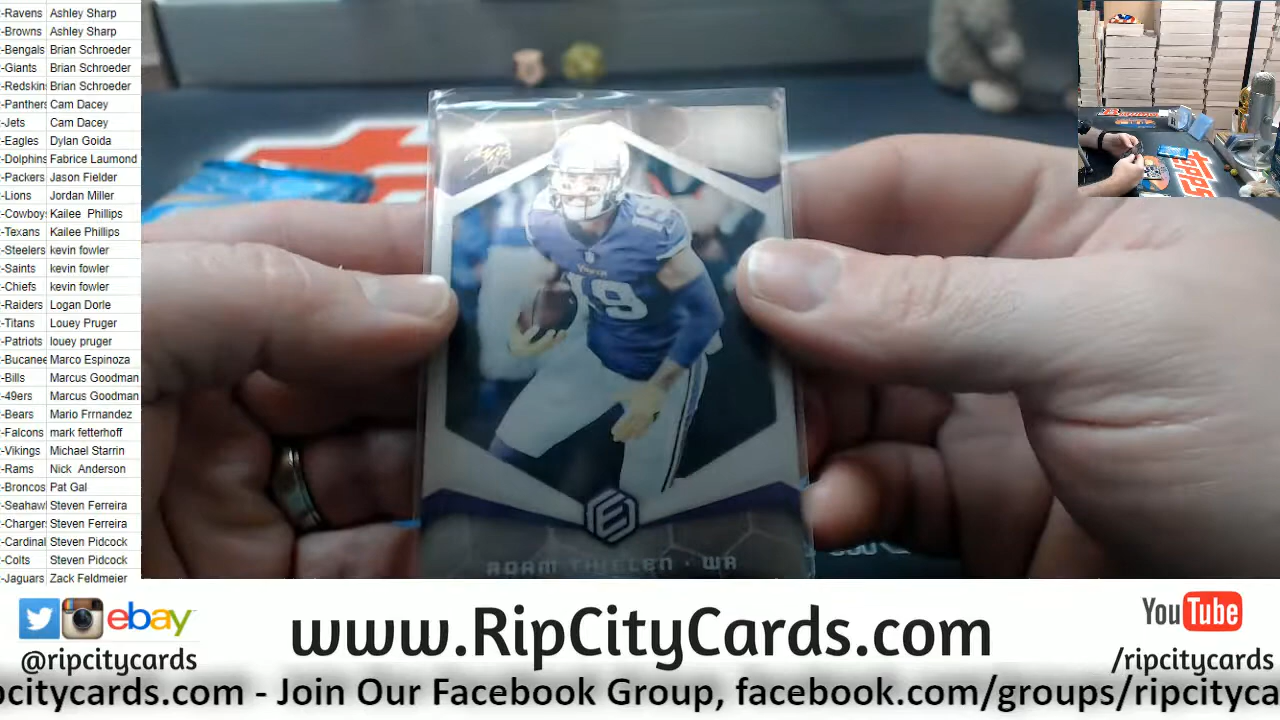 -Ravens Ashley Sharp
-Browns Ashley Sharp
-Bengals Brian Schroeder
-Giants Brian Schroeder
-Redskin Brian Schroeder
-Panthers Cam Dacey
-Jets Cam Dacey
-Eagles Dylan Goida
-Dolphins Fabrice Laumond
-Packers Jason Fielder
-Lions Jordan Miller
-Cowboy Kailee Phillips
-Texans Kailee Phillips
-Steelers kevin fowler
-Saints kevin fowler
-Chiefs kevin fowler
-Raiders Logan Dorle
-Titans Louey Pruger
-Patriots louey pruger
-Bucanee Marco Espinoza
-Bills Marcus Goodman
-49ers Marcus Goodman
-Bears Mario Frrnandez
-Falcons mark fetterhoff
-Vikings Michael Starrin
-Rams Nick Anderson
-Broncos Pat Gal
-Seahaw Steven Ferreira
-Charger Steven Ferreira
-Cardinal Steven Pidcock
-Colts Steven Pidcock
-Jaguars Zack Feldmeier
19
19
ADAM THIELEN · WR
TOPPS
ebay
@ripcitycards
www.RipCityCards.com
YouTube
/ripcitycards
pcitycards.com - Join Our Facebook Group, facebook.com/groups/ripcityca